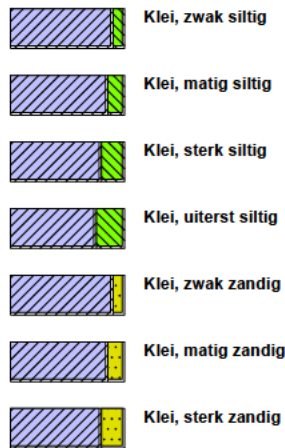 Klei, zwak siltig
Klei, matig siltig
Klei, sterk siltig
Klei, uiterst siltig
Klei, zwak zandig
Klei, matig zandig
Klei, sterk zandig